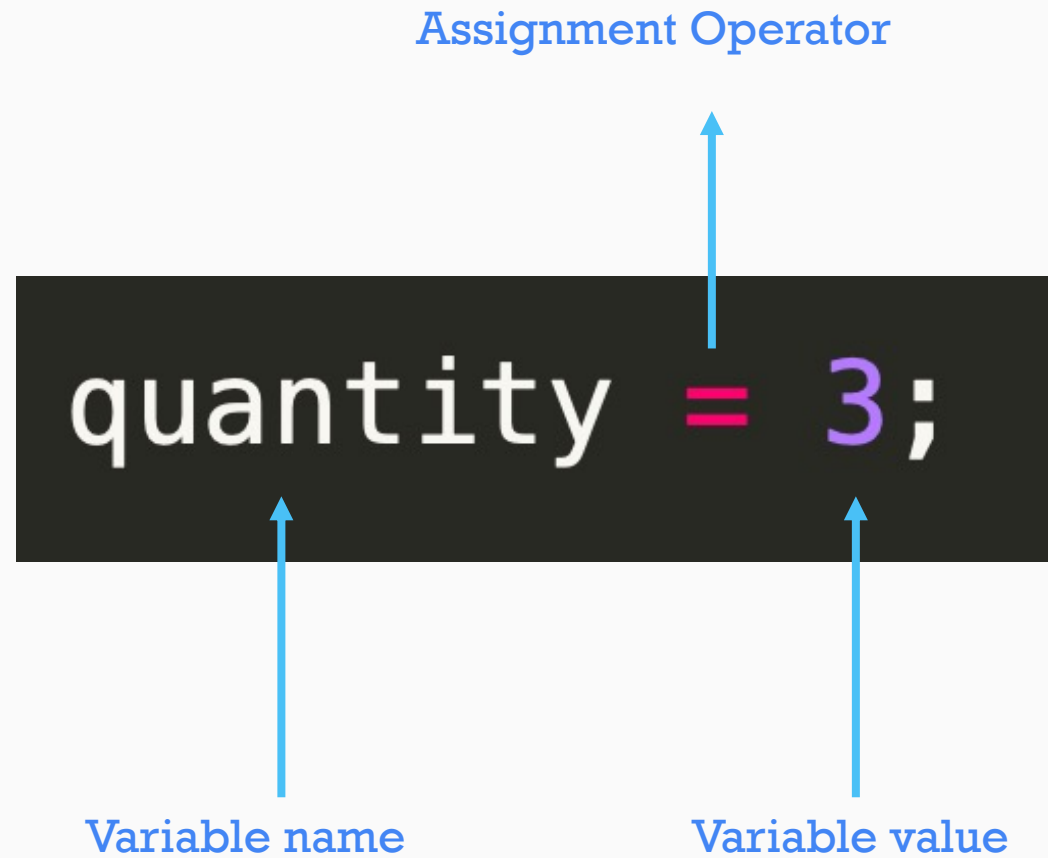 Assignment Operator
quantity = 3;
Variable name
Variable value